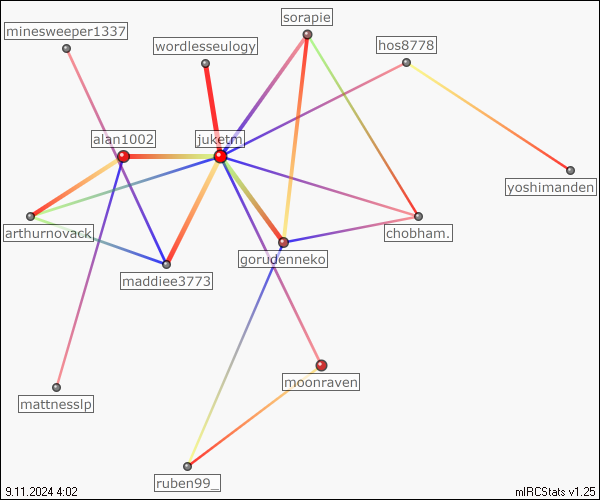 sorapie
minesweeper1337
wordlesseulogy
hos8778
alan1002
juketm
yoshimanden
arthurnovack
chobham.
gorudenneko
maddiee3773
moonraven
mattnesslp
ruben99_
9.11.2024 4:02
mIRCStats v1.25